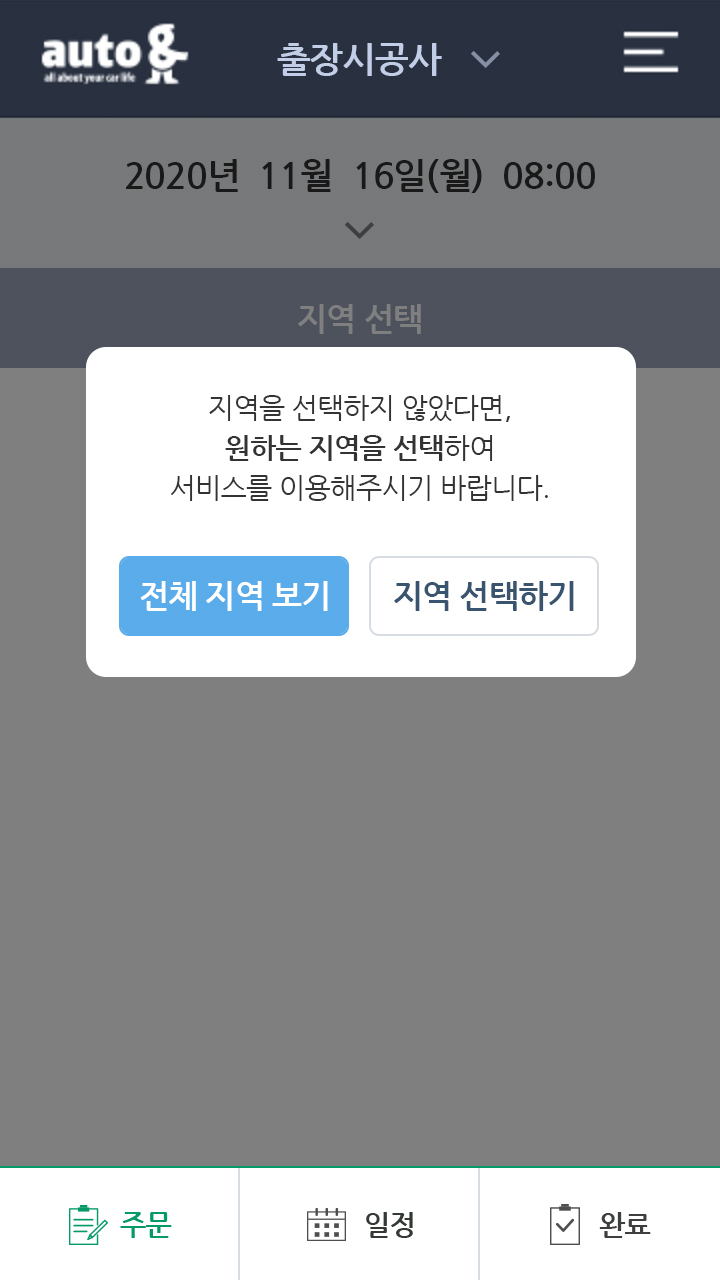 auto &
all about your car life
출장시공사
2020년 11월 16일(월) 08:00
지역 선택
지역을 선택하지 않았다면,
원하는 지역을 선택하여
서비스를 이용해주시기 바랍니다.
전체 지역 보기
지역 선택하기
주문
일정
완료